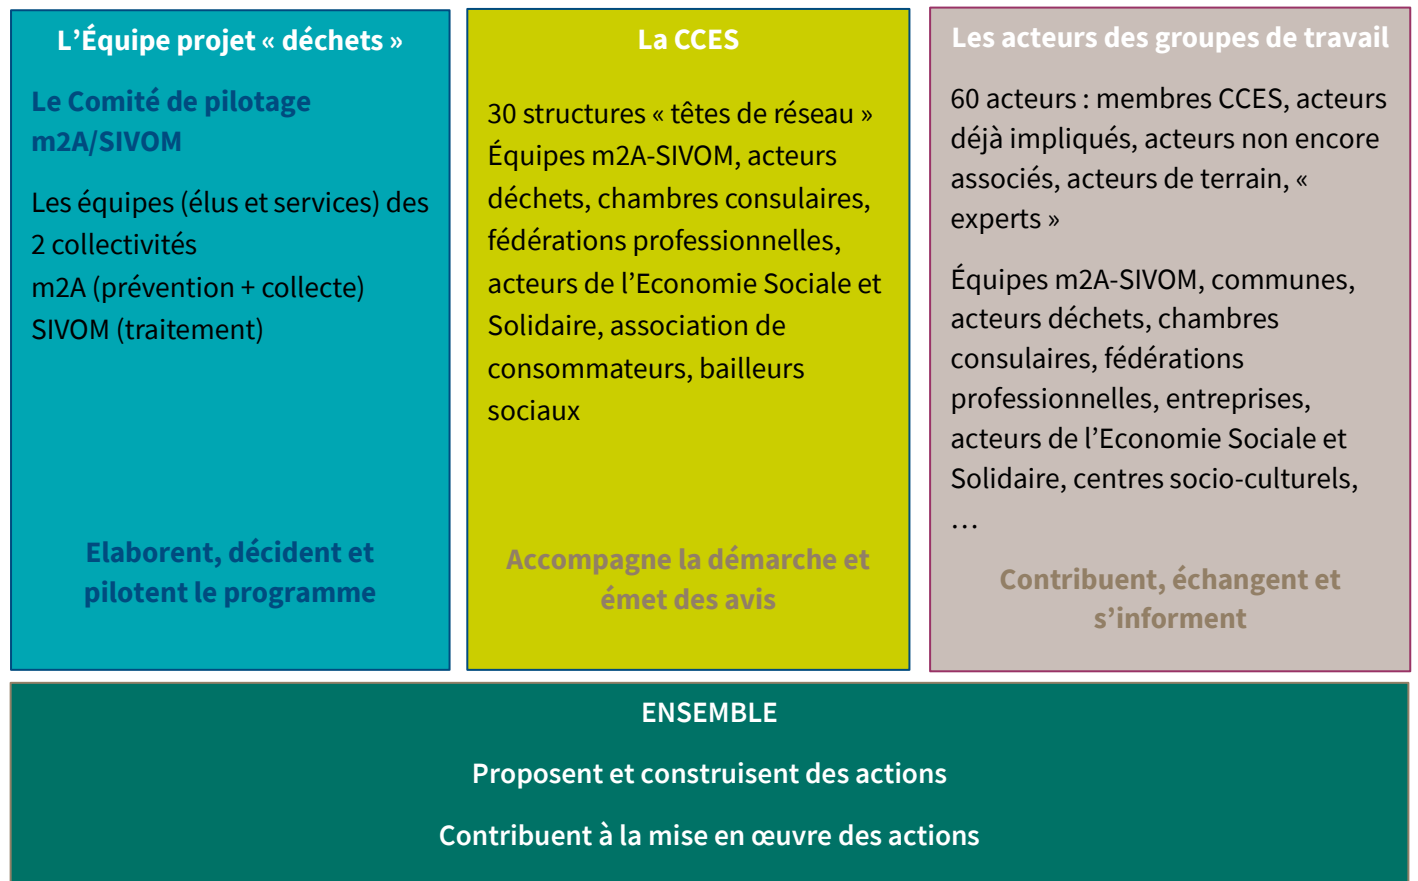 L’Équipe projet « déchets »
Le Comité de pilotage
m2A/SIVOM
Les équipes (élus et services) des
2 collectivités
m2A (prévention + collecte)
SIVOM (traitement)
Elaborent, décident et
pilotent le programme
La CCES
30 structures « têtes de réseau »
Équipes m2A-SIVOM, acteurs
déchets, chambres consulaires,
fédérations professionnelles,
acteurs de l’Economie Sociale et
Solidaire, association de
consommateurs, bailleurs
sociaux
Accompagne la démarche et
émet des avis
Les acteurs des groupes de travail
60 acteurs : membres CCES, acteurs
déjà impliqués, acteurs non encore
associés, acteurs de terrain, «
experts »
Équipes m2A-SIVOM, communes,
acteurs déchets, chambres
consulaires, fédérations
professionnelles, entreprises,
acteurs de l’Economie Sociale et
Solidaire, centres socio-culturels,
…
Contribuent, échangent et
s’informent
ENSEMBLE
Proposent et construisent des actions
Contribuent à la mise en œuvre des actions